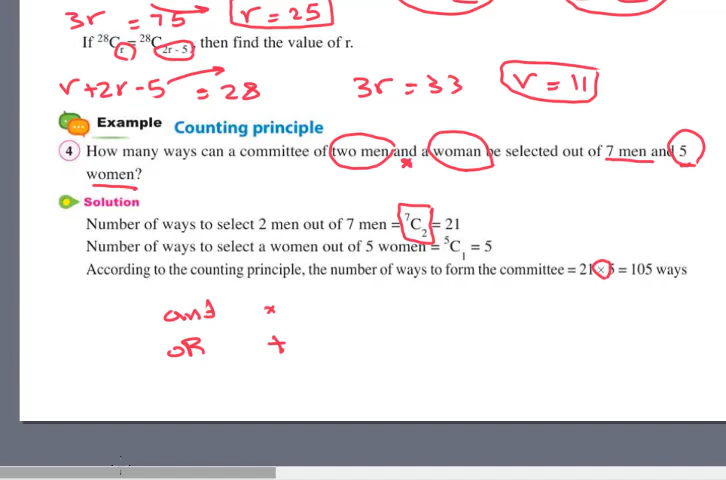 3r = 75 r = 25
If ²⁸Cᵣ = ²⁸C₂ᵣ₋₅, then find the value of r.
r+2r-5 = 28 3r = 33 r = 11
Example Counting principle
4 How many ways can a committee of two men and a woman be selected out of 7 men and 5
women?
Solution
Number of ways to select 2 men out of 7 men = ⁷C₂ = 21
Number of ways to select a women out of 5 women = ⁵C₁ = 5
According to the counting principle, the number of ways to form the committee = 21 × 5 = 105 ways
and ×
OR +